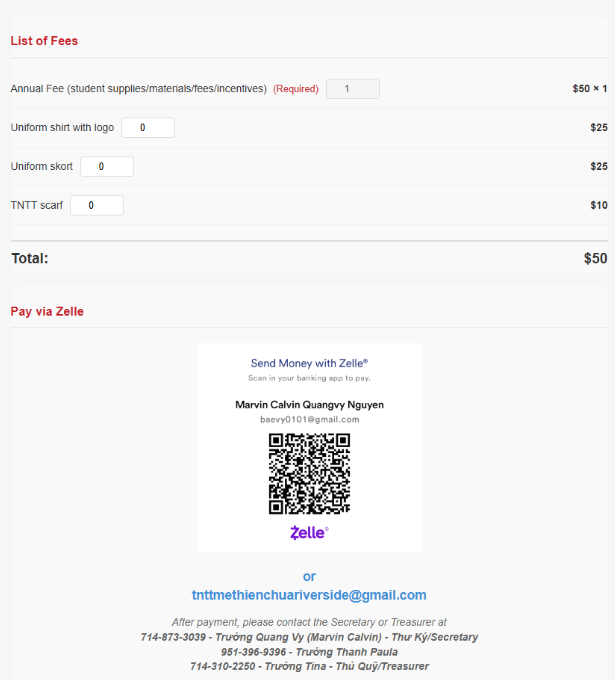 List of Fees
Annual Fee (student supplies/materials/fees/incentives) (Required) 1 $50 × 1
Uniform shirt with logo 0 $25
Uniform skort 0 $25
TNTT scarf 0 $10
Total: $50
Pay via Zelle
Send Money with Zelle®
Scan in your banking app to pay.
Marvin Calvin Quangvy Nguyen
baevy0101@gmail.com
Zelle®
or
tnttmethienchuariverside@gmail.com
After payment, please contact the Secretary or Treasurer at
714-873-3039 - Trưởng Quang Vy (Marvin Calvin) - Thư Ký/Secretary
951-396-9396 - Trưởng Thanh Paula
714-310-2250 - Trưởng Tina - Thủ Quỹ/Treasurer